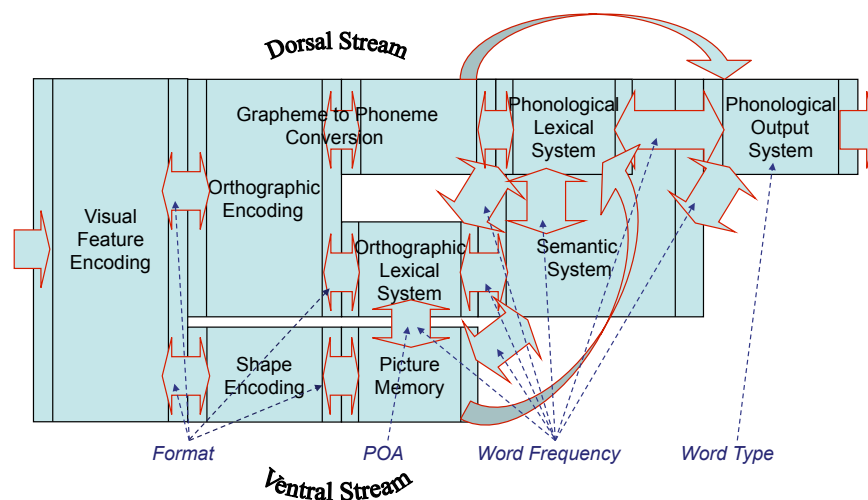 Dorsal Stream
Grapheme to Phoneme
Conversion
Phonological
Lexical
System
Phonological
Output
System
Visual
Feature
Encoding
Orthographic
Encoding
Orthographic
Lexical
System
Semantic
System
Shape
Encoding
Picture
Memory
Format
POA
Word Frequency
Word Type
Ventral Stream